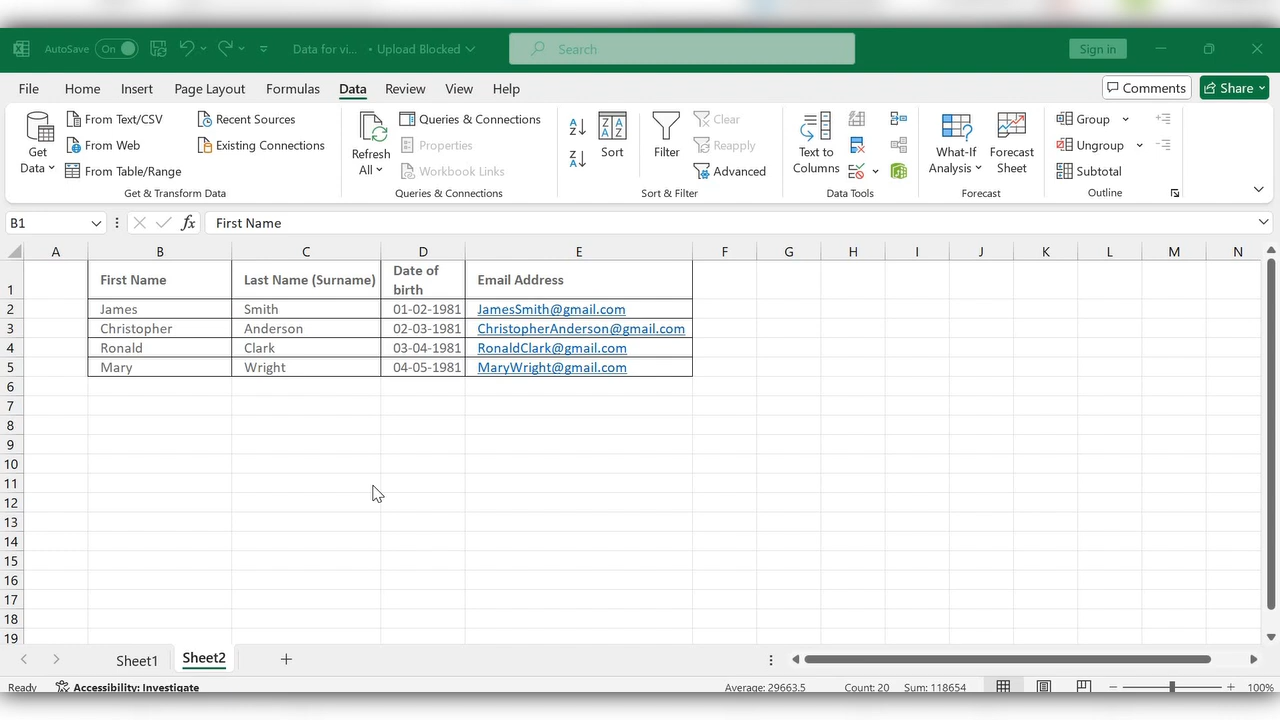 AutoSave On Data for vi... • Upload Blocked Search Sign in
File Home Insert Page Layout Formulas Data Review View Help Comments Share
Get Data
From Text/CSV
From Web
From Table/Range
Recent Sources
Existing Connections
Get & Transform Data
Refresh All
Queries & Connections
Properties
Workbook Links
Queries & Connections
Sort
Filter
Clear
Reapply
Advanced
Sort & Filter
Text to Columns
Data Tools
What-If Analysis
Forecast Sheet
Forecast
Group
Ungroup
Subtotal
Outline
B1 fx First Name
A B C D E F G H I J K L M N
1 First Name Last Name (Surname) Date of birth Email Address
2 James Smith 01-02-1981 JamesSmith@gmail.com
3 Christopher Anderson 02-03-1981 ChristopherAnderson@gmail.com
4 Ronald Clark 03-04-1981 RonaldClark@gmail.com
5 Mary Wright 04-05-1981 MaryWright@gmail.com
6
7
8
9
10
11
12
13
14
15
16
17
18
19
Sheet1 Sheet2
Ready Accessibility: Investigate Average: 29663.5 Count: 20 Sum: 118654 100%